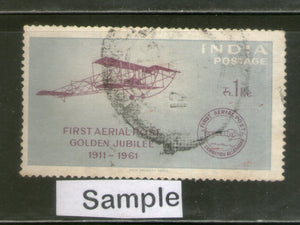 INDIA
POSTAGE
FIRST AERIAL POST
GOLDEN JUBILEE
1911-1961
Sample